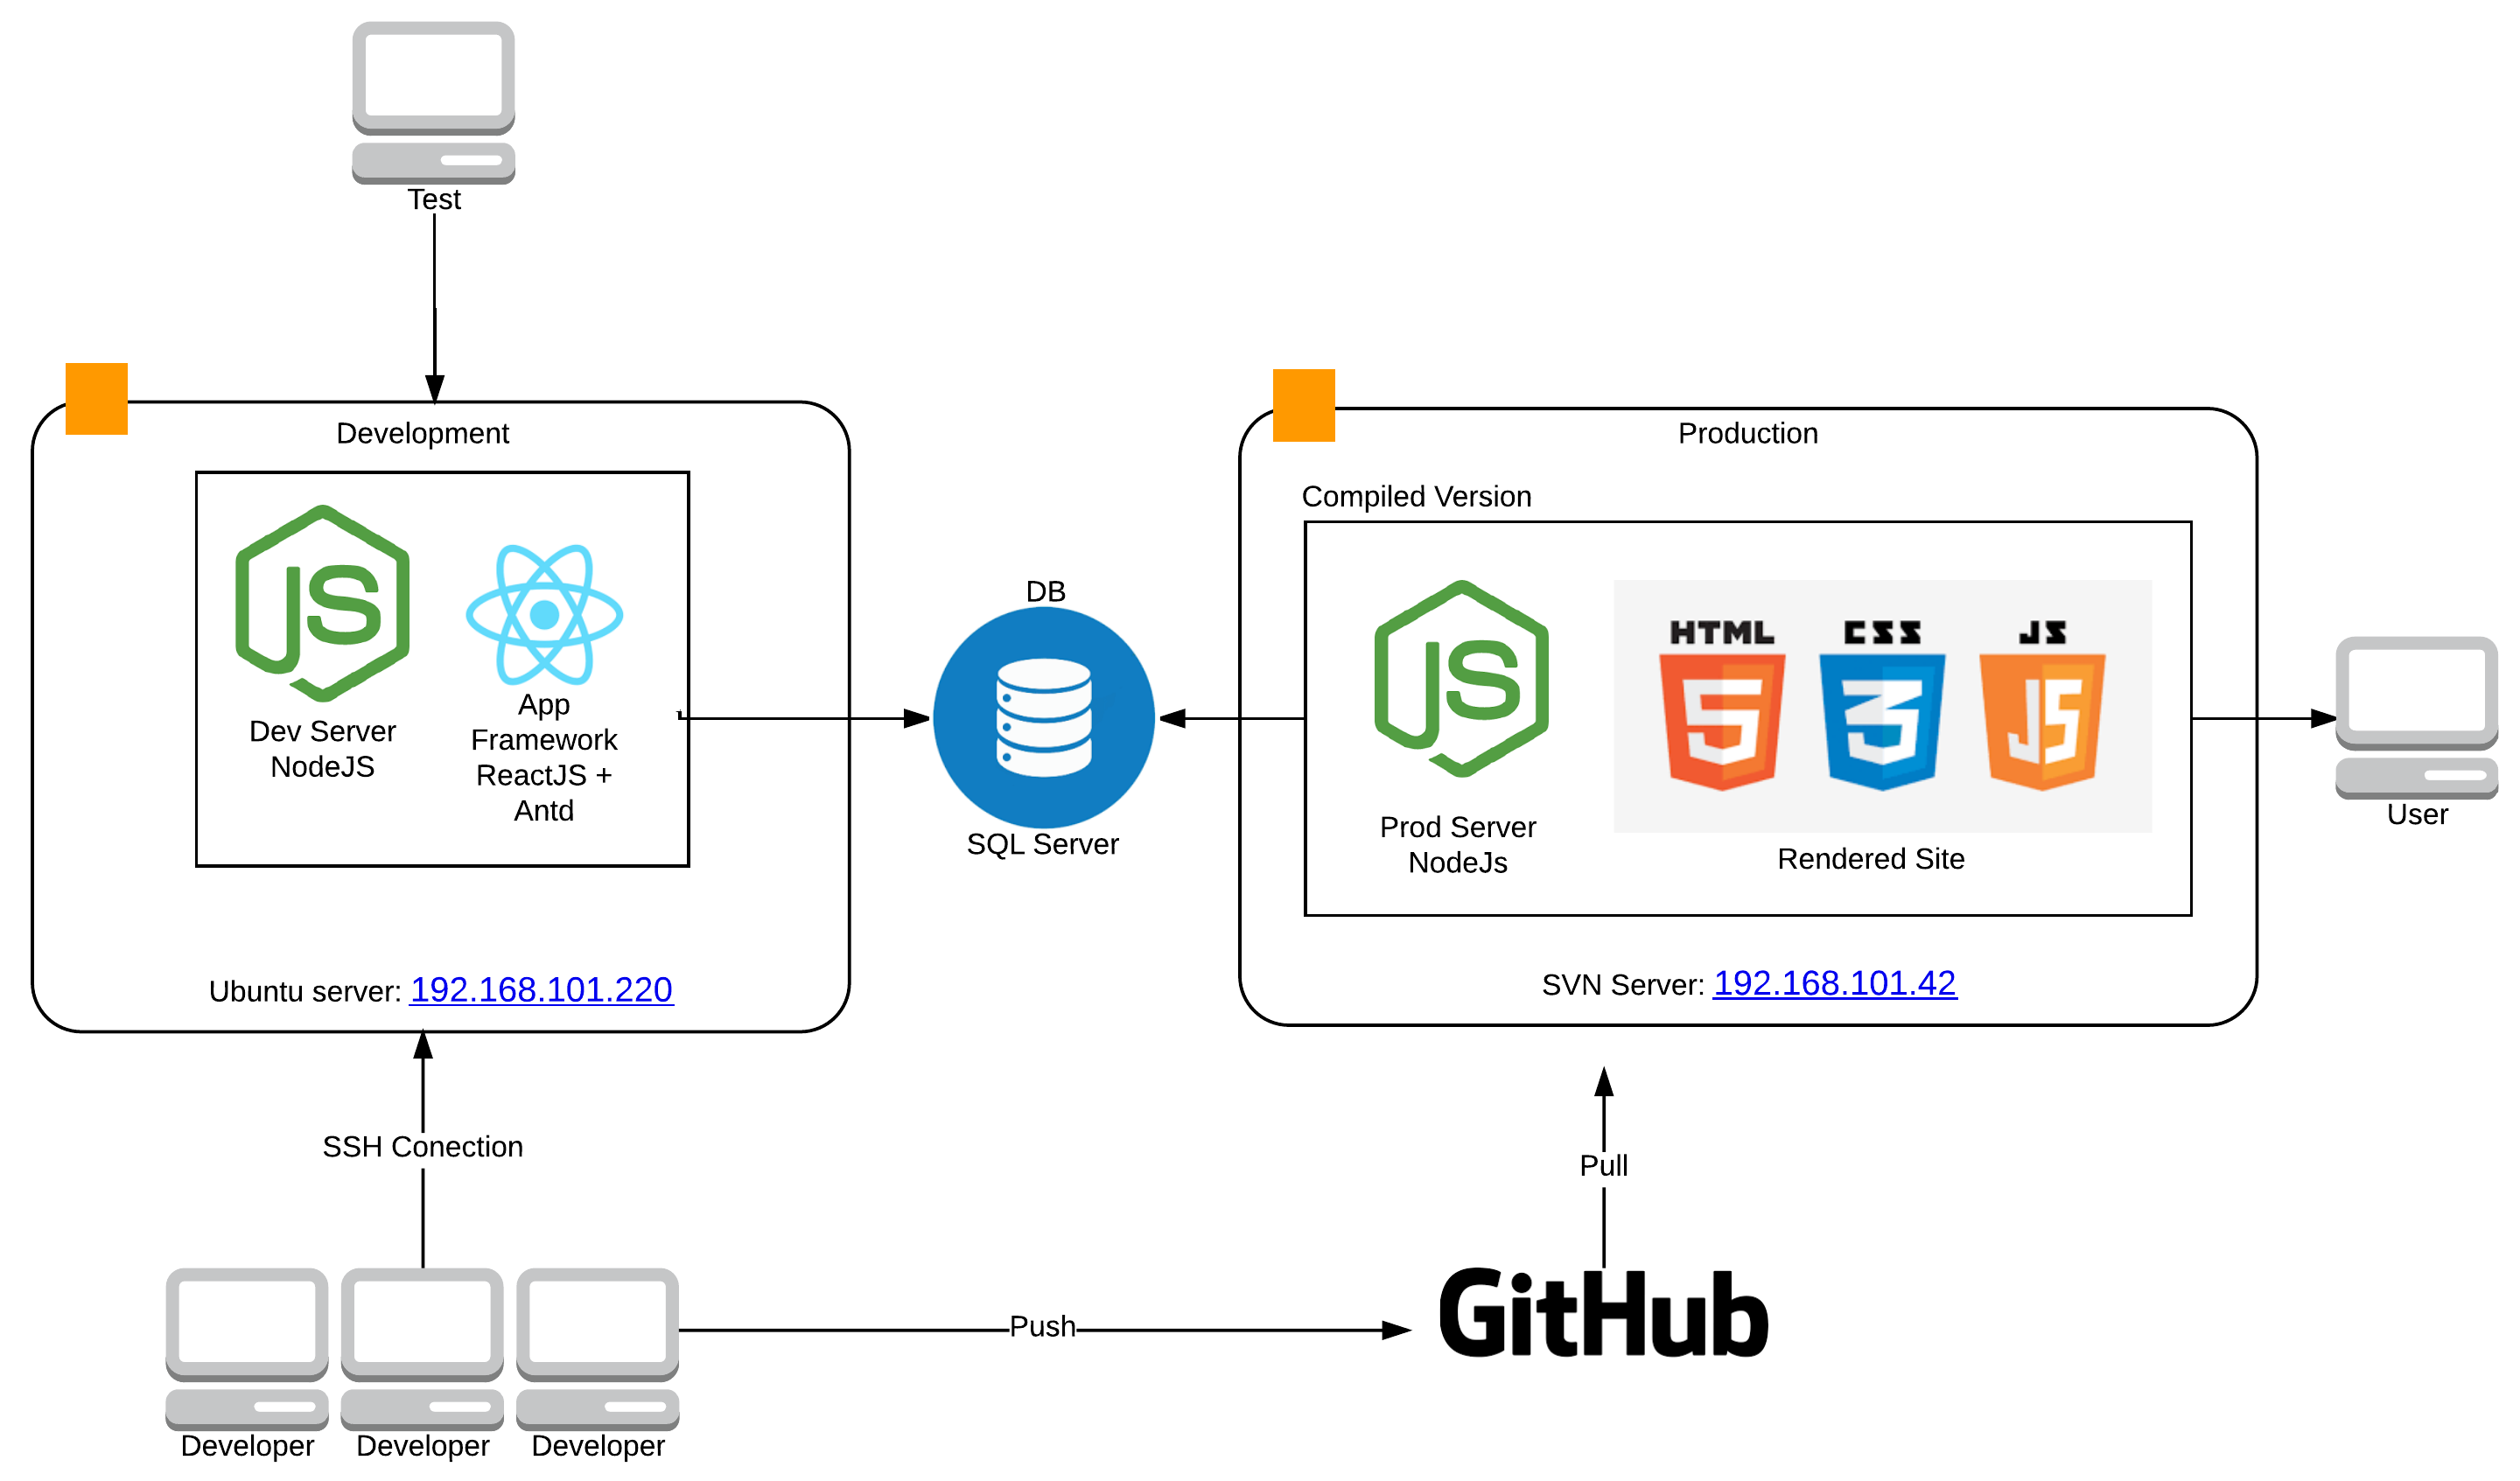 Test
Development
Dev Server
NodeJS
App
Framework
ReactJS +
Antd
Ubuntu server: 192.168.101.220
DB
SQL Server
Production
Compiled Version
Prod Server
NodeJs
HTML
CSS
JS
5
3
JS
Rendered Site
SVN Server: 192.168.101.42
User
SSH Conection
Pull
Push
GitHub
Developer
Developer
Developer
JS
JS